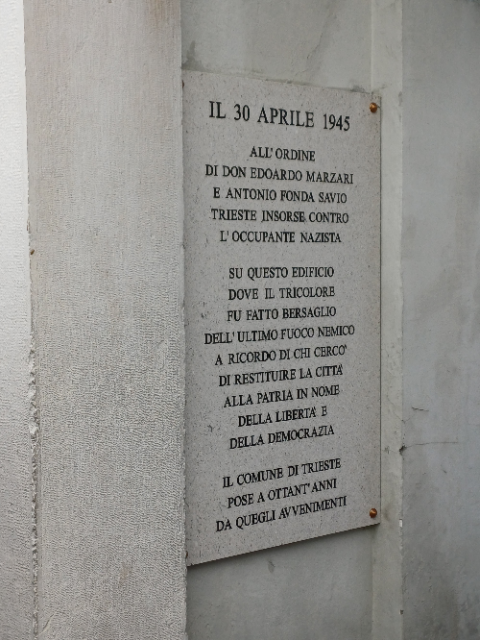 IL 30 APRILE 1945
ALL'ORDINE
DI DON EDOARDO MARZARI
E ANTONIO FONDA SAVIO
TRIESTE INSORSE CONTRO
L'OCCUPANTE NAZISTA
SU QUESTO EDIFICIO
DOVE IL TRICOLORE
FU FATTO BERSAGLIO
DELL'ULTIMO FUOCO NEMICO
A RICORDO DI CHI CERCO'
DI RESTITUIRE LA CITTA'
ALLA PATRIA IN NOME
DELLA LIBERTA' E
DELLA DEMOCRAZIA
IL COMUNE DI TRIESTE
POSE A OTTANT'ANNI
DA QUEGLI AVVENIMENTI